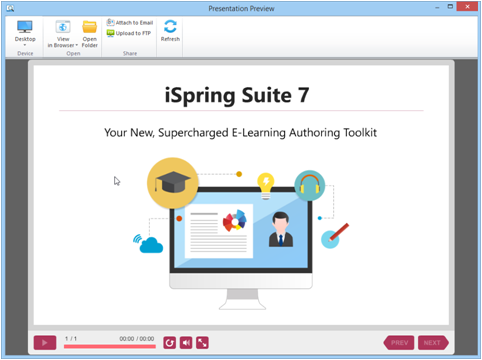 Presentation Preview
Desktop
View in Browser
Open Folder
Attach to Email
Upload to FTP
Refresh
Device
Open
Share
iSpring Suite 7
Your New, Supercharged E-Learning Authoring Toolkit
1 / 1
00:00 / 00:00
PREV
NEXT